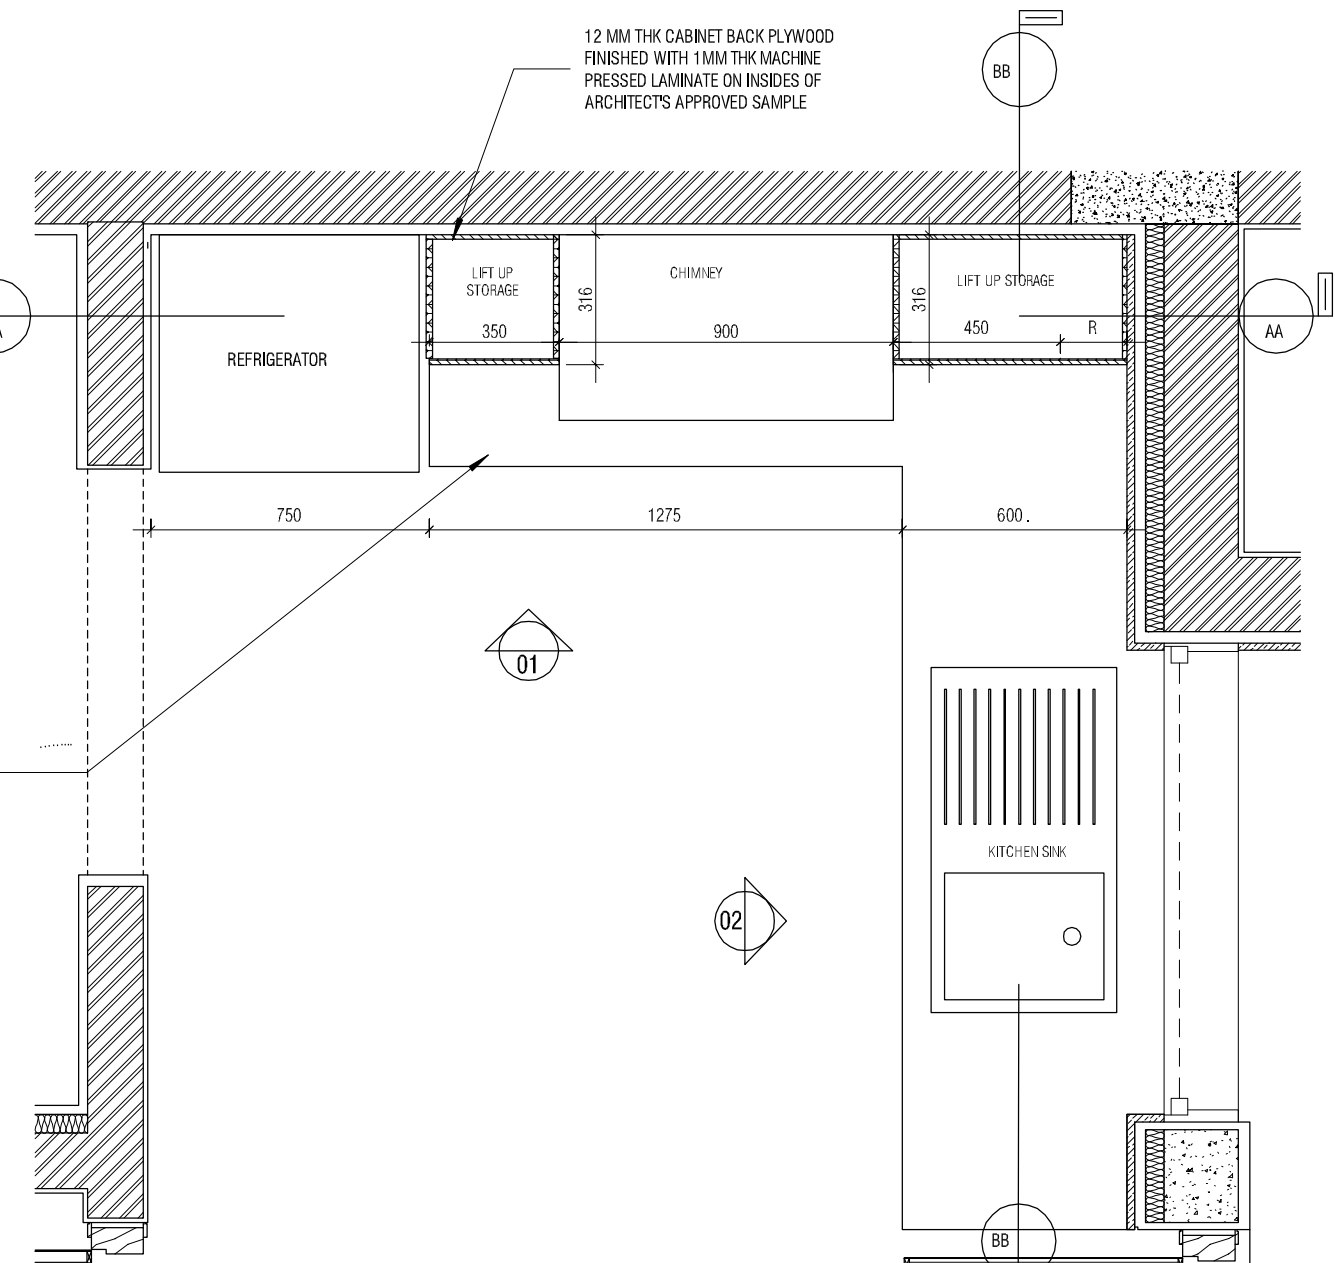 12 MM THK CABINET BACK PLYWOOD
FINISHED WITH 1MM THK MACHINE
PRESSED LAMINATE ON INSIDES OF
ARCHITECT'S APPROVED SAMPLE
BB
LIFT UP
STORAGE
350
316
CHIMNEY
900
316
LIFT UP STORAGE
450
R
AA
REFRIGERATOR
750
1275
600.
01
KITCHEN SINK
02
BB